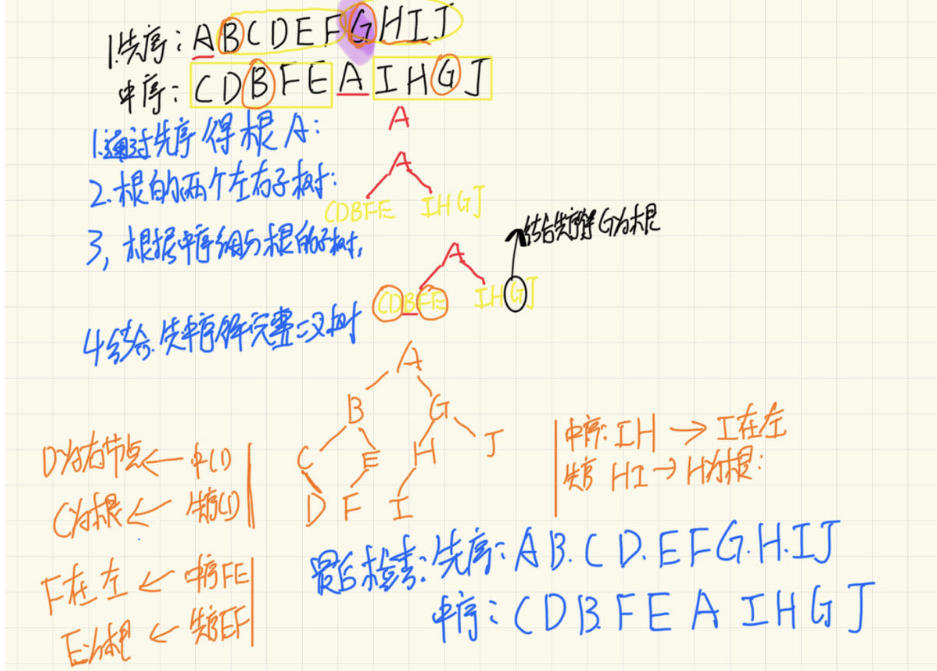 1.先序：ABCDEFGHIJ
中序：CDBFEAIHGJ
1.通过先序得根A：
A
2.根的两个左右子树：
A
CDBFE IHGJ
3，根据中序细分根的子树，
结合先序得G为根
A
CDBFE IHGJ
4.结合.先中序得完整二叉树
A
B G
C E H J
D F I
D为右节点←中CD
C为根←先序CD
F在左←中序FE
E为根←先序EF
中序：IH→I在左
先序 HI→H为根：
最后检查：先序：AB.CD.EFG.H.IJ
中序：CDBFEAIHGJ